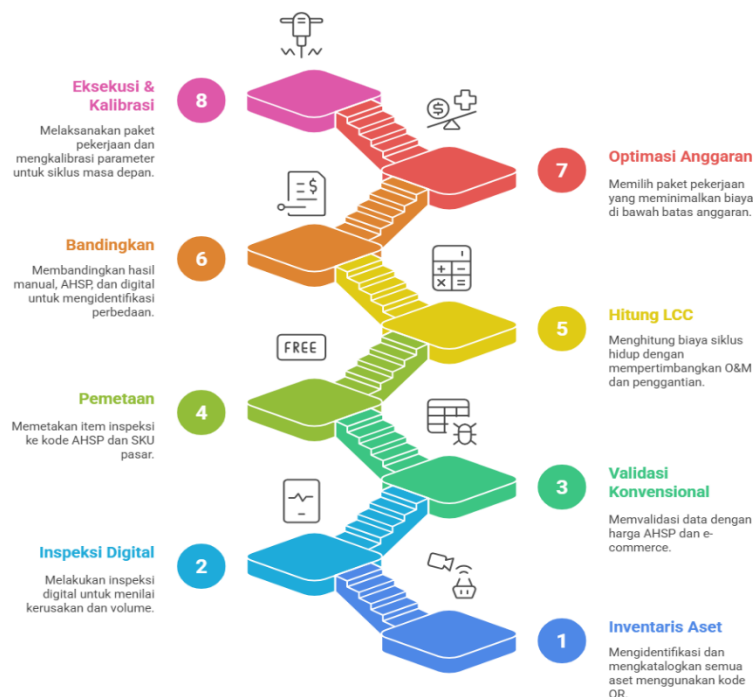 Eksekusi &
Kalibrasi
8
Melaksanakan paket
pekerjaan dan
mengkalibrasi parameter
untuk siklus masa depan.
7
Optimasi Anggaran
Memilih paket pekerjaan
yang meminimalkan biaya
di bawah batas anggaran.
$
$
Bandingkan
6
Membandingkan hasil
manual, AHSP, dan digital
untuk mengidentifikasi
perbedaan.
+ -
× =
5
Hitung LCC
Menghitung biaya siklus
hidup dengan
mempertimbangkan O&M
dan penggantian.
FREE
Pemetaan
4
Memetakan item inspeksi
ke kode AHSP dan SKU
pasar.
3
Validasi
Konvensional
Memvalidasi data dengan
harga AHSP dan e-
commerce.
Inspeksi Digital
2
Melakukan inspeksi
digital untuk menilai
kerusakan dan volume.
1
Inventaris Aset
Mengidentifikasi dan
mengkatalogkan semua
aset menggunakan kode
QR.